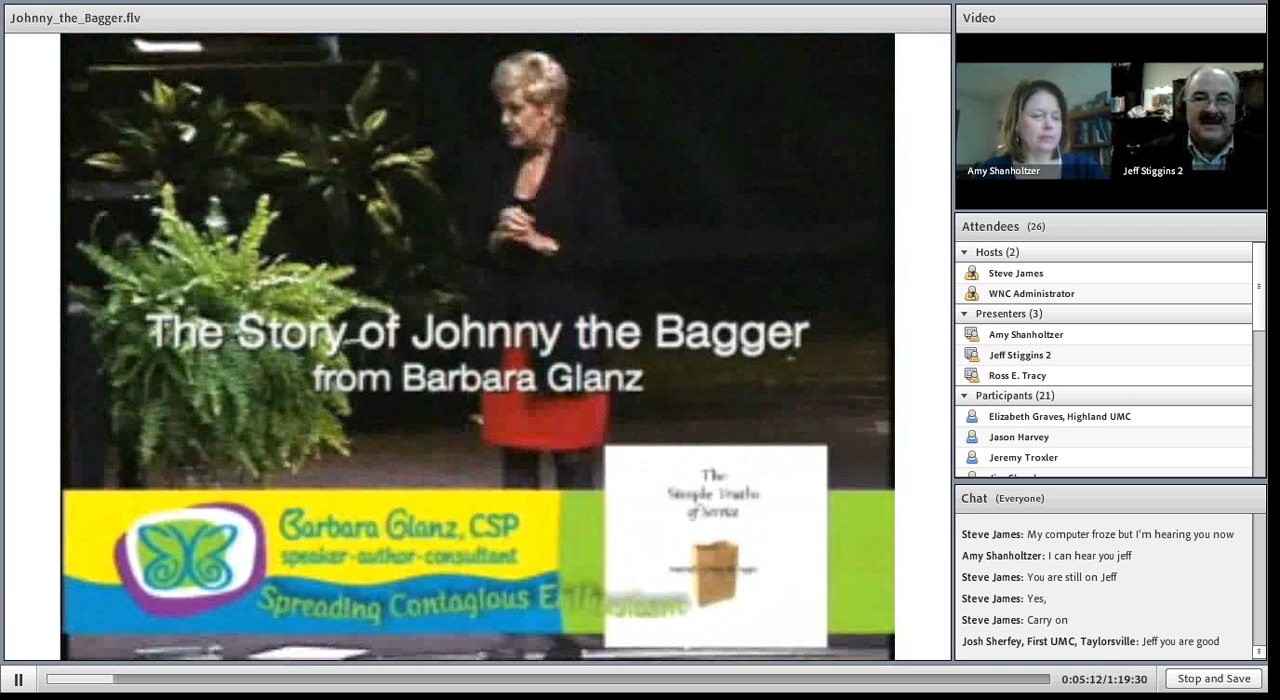 Johnny_the_Bagger.flv
The Story of Johnny the Bagger
from Barbara Glanz
Barbara Glanz, CSP
speaker-author-consultant
Spreading Contagious
The
Simple Truths
of Service
Video
Amy Shanholtzer
Jeff Stiggins 2
Attendees (26)
Hosts (2)
Steve James
WNC Administrator
Presenters (3)
Amy Shanholtzer
Jeff Stiggins 2
Ross E. Tracy
Participants (21)
Elizabeth Graves, Highland UMC
Jason Harvey
Jeremy Troxler
Chat (Everyone)
Steve James: My computer froze but I'm hearing you now
Amy Shanholtzer: I can hear you jeff
Steve James: You are still on Jeff
Steve James: Yes,
Steve James: Carry on
Josh Sherfey, First UMC, Taylorsville: Jeff you are good
0:05:12/1:19:30
Stop and Save